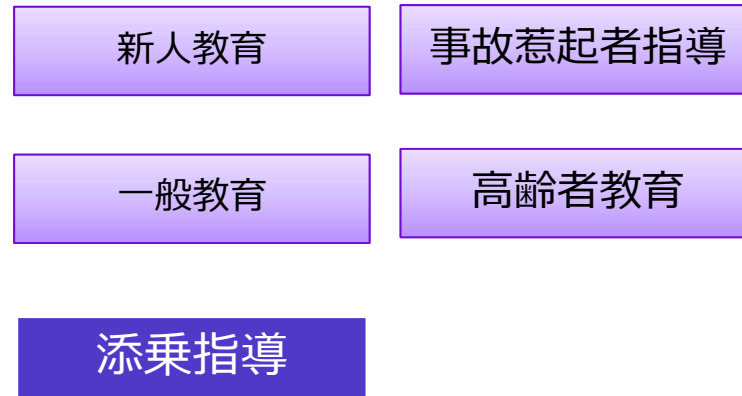 新人教育
事故惹起者指導
一般教育
高齢者教育
添乗指導